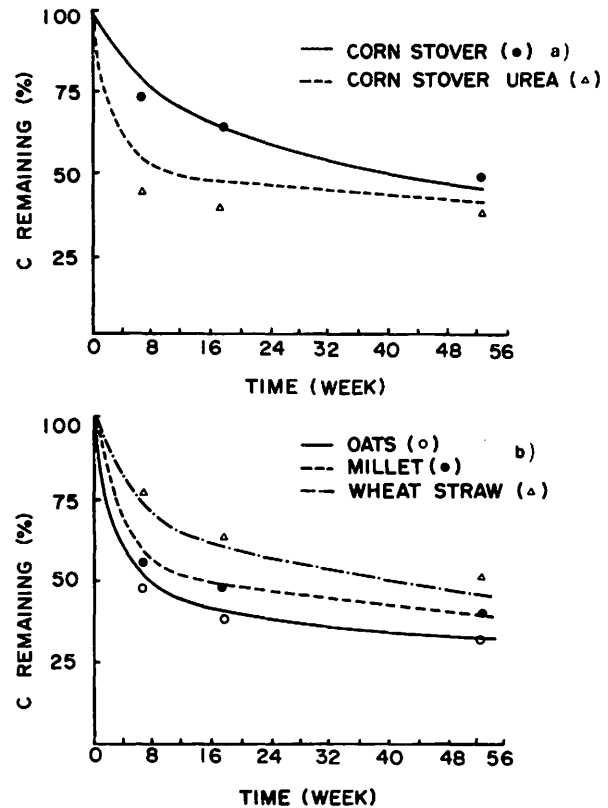 100
75
50
25
C REMAINING (%)
CORN STOVER (●) a)
CORN STOVER UREA (△)
0 8 16 24 32 40 48 56
TIME (WEEK)
100
75
50
25
C REMAINING (%)
OATS (○)
b)
MILLET (●)
WHEAT STRAW (△)
0 8 16 24 32 40 48 56
TIME (WEEK)